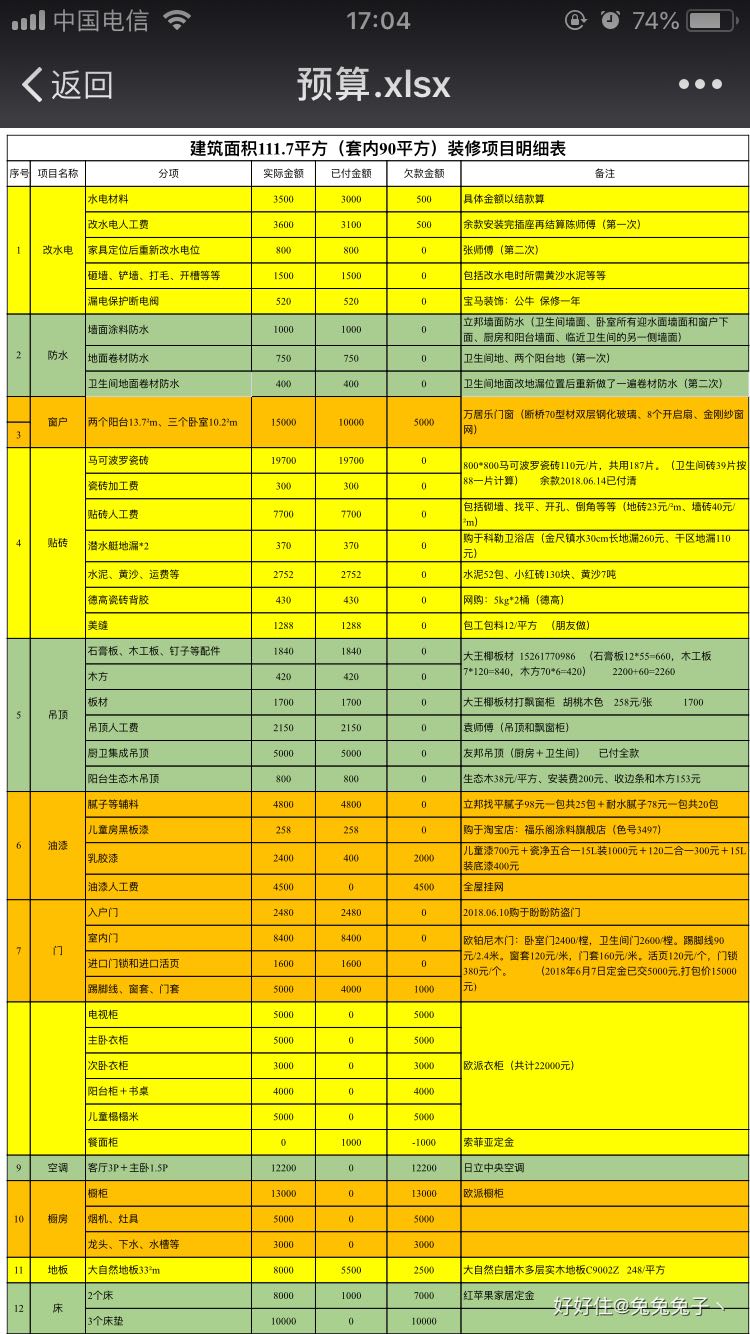 中国电信 17:04 74%
返回 预算.xlsx
建筑面积111.7平方（套内90平方）装修项目明细表
序号 项目名称 分项 实际金额 已付金额 欠款金额 备注
1 改水电
水电材料 3500 3000 500 具体金额以结款算
改水电人工费 3600 3100 500 余款安装完插座再结算陈师傅（第一次）
家具定位后重新改水电位 800 800 0 张师傅（第二次）
砸墙、铲墙、打毛、开槽等等 1500 1500 0 包括改水电时所需黄沙水泥等等
漏电保护断电阀 520 520 0 宝马装饰：公牛 保修一年
2 防水
墙面涂料防水 1000 1000 0 立邦墙面防水（卫生间墙面、卧室所有迎水面墙面和窗户下
面、厨房和阳台墙面、临近卫生间的另一侧墙面）
地面卷材防水 750 750 0 卫生间地、两个阳台地（第一次）
卫生间地面卷材防水 400 400 0 卫生间地面改地漏位置后重新做了一遍卷材防水（第二次）
3 窗户
两个阳台13.7²m、三个卧室10.2²m 15000 10000 5000 万居乐门窗（断桥70型材双层钢化玻璃、8个开启扇、金刚纱窗
网）
4 贴砖
马可波罗瓷砖 19700 19700 0 800*800马可波罗瓷砖110元/片，共用187片。（卫生间砖39片按
88一片计算） 余款2018.06.14已付清
瓷砖加工费 300 300 0
贴砖人工费 7700 7700 0 包括砌墙、找平、开孔、倒角等等（地砖23元/²m、墙砖40元/
²m）
潜水艇地漏*2 370 370 0 购于科勒卫浴店（金尺镇水30cm长地漏260元、干区地漏110
元）
水泥、黄沙、运费等 2752 2752 0 水泥52包、小红砖130块、黄沙7吨
德高瓷砖背胶 430 430 0 网购：5kg*2桶（德高）
美缝 1288 1288 0 包工包料12/平方 （朋友做）
5 吊顶
石膏板、木工板、钉子等配件 1840 1840 0 大王椰板材 15261770986 （石膏板12*55=660，木工板
7*120=840，木方70*6=420） 2200+60=2260
木方 420 420 0
板材 1700 1700 0 大王椰板材打飘窗柜 胡桃木色 258元/张 1700
吊顶人工费 2150 2150 0 袁师傅（吊顶和飘窗柜）
厨卫集成吊顶 5000 5000 0 友邦吊顶（厨房＋卫生间） 已付全款
阳台生态木吊顶 800 800 0 生态木38元/平方、安装费200元、收边条和木方153元
6 油漆
腻子等辅料 4800 4800 0 立邦找平腻子98元一包共25包＋耐水腻子78元一包共20包
儿童房黑板漆 258 258 0 购于淘宝店：福乐阁涂料旗舰店（色号3497）
乳胶漆 2400 400 2000 儿童漆700元＋瓷净五合一15L装1000元＋120二合一300元＋15L
装底漆400元
油漆人工费 4500 0 4500 全屋挂网
7 门
入户门 2480 2480 0 2018.06.10购于盼盼防盗门
室内门 8400 8400 0 欧铂尼木门：卧室门2400/樘，卫生间门2600/樘。踢脚线90
元/2.4米。窗套120元/米，门套160元/米。活页120元/个，门锁
380元/个。 （2018年6月7日定金已交5000元,打包价15000
元）
进口门锁和进口活页 1600 1600 0
踢脚线、窗套、门套 5000 4000 1000
电视柜 5000 0 5000
主卧衣柜 5000 0 5000
次卧衣柜 3000 0 3000 欧派衣柜（共计22000元）
阳台柜＋书桌 4000 0 4000
儿童榻榻米 5000 0 5000
餐面柜 0 1000 -1000 索菲亚定金
9 空调 客厅3P＋主卧1.5P 12200 0 12200 日立中央空调
10 橱房
橱柜 13000 0 13000 欧派橱柜
烟机、灶具 5000 0 5000
龙头、下水、水槽等 3000 0 3000
11 地板 大自然地板33²m 8000 5500 2500 大自然白蜡木多层实木地板C9002Z 248/平方
12 床
2个床 8000 1000 7000 红苹果家居定金
3个床垫 10000 0 10000
好好住@兔兔兔子丶